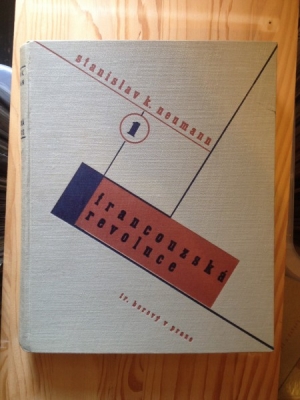 stanislav k. neumann
1
francouzská
revoluce
fr. borový v praze